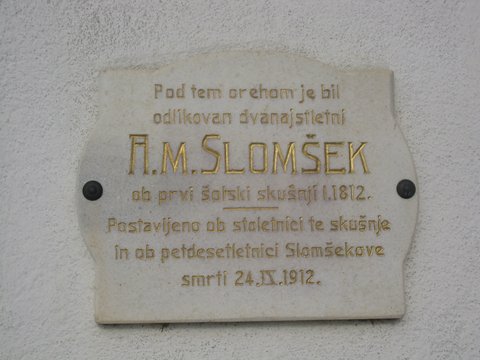 Pod tem orehom je bil
odlikovan dvanajstletni
A.M. SLOMŠEK
ob prvi šolski skušnji l.1812.
Postavljeno ob stoletnici te skušnje
in ob petdesetletnici Slomšekove
smrti 24.IX.1912.